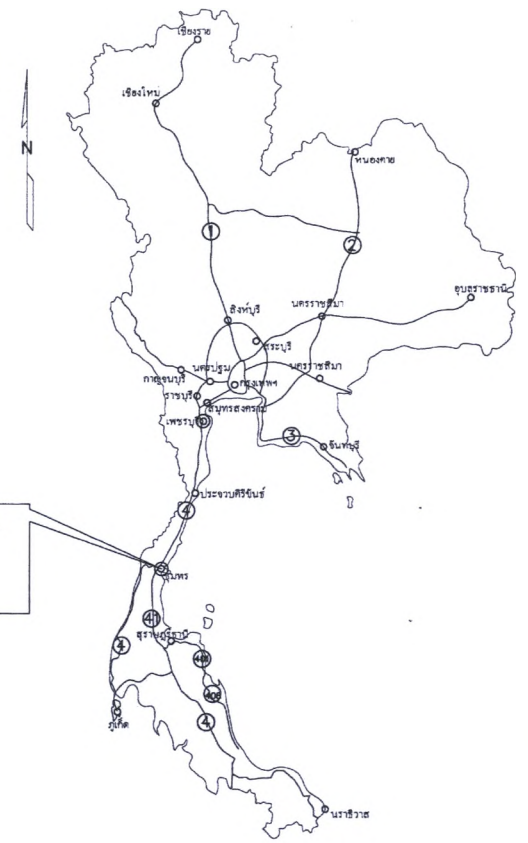 เชียงราย
เชียงใหม่
N
หนองคาย
1
2
อุบลราชธานี
นครราชสีมา
สิงห์บุรี
สระบุรี
กาญจนบุรี
นครปฐม
กรุงเทพฯ
นครราชสีมา
ราชบุรี
สมุทรสงคราม
เพชรบุรี
3
จันทบุรี
ประจวบคิรีขันธ์
4
ชุมพร
41
สุราษฎร์ธานี
4
401
4
ภูเก็ต
นราธิวาส